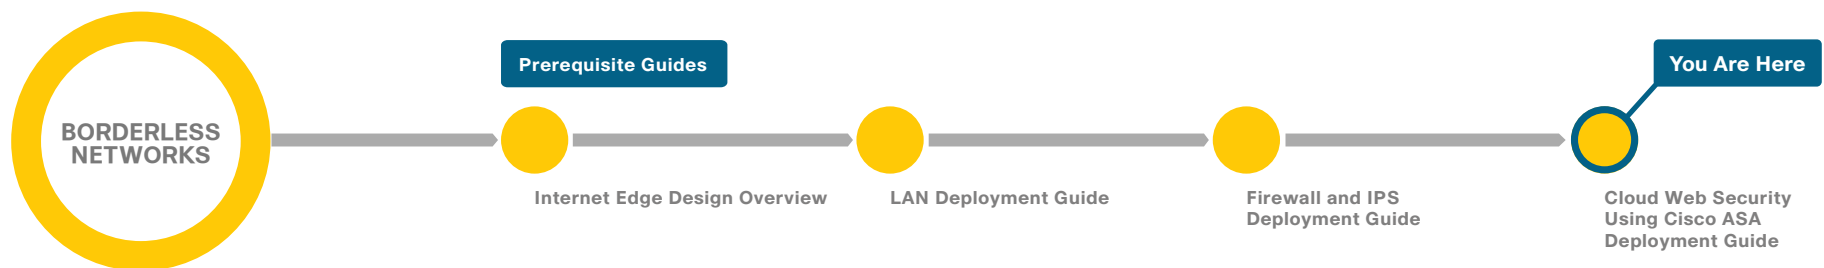 BORDERLESS
NETWORKS
Prerequisite Guides
You Are Here
Internet Edge Design Overview
LAN Deployment Guide
Firewall and IPS
Deployment Guide
Cloud Web Security
Using Cisco ASA
Deployment Guide